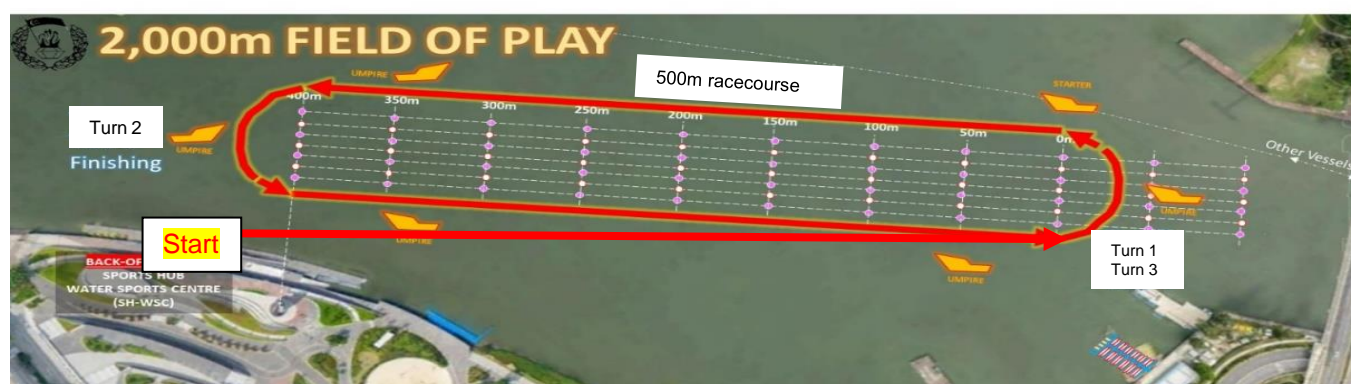 2,000m FIELD OF PLAY
UMPIRE
500m racecourse
STARTER
400m
350m
300m
250m
200m
150m
100m
50m
0m
Turn 2
UMPIRE
Finishing
Other Vessels
UMPIRE
Start
UMPIRE
Turn 1
Turn 3
UMPIRE
SPORTS HUB
WATER SPORTS CENTRE
(SH-WSC)